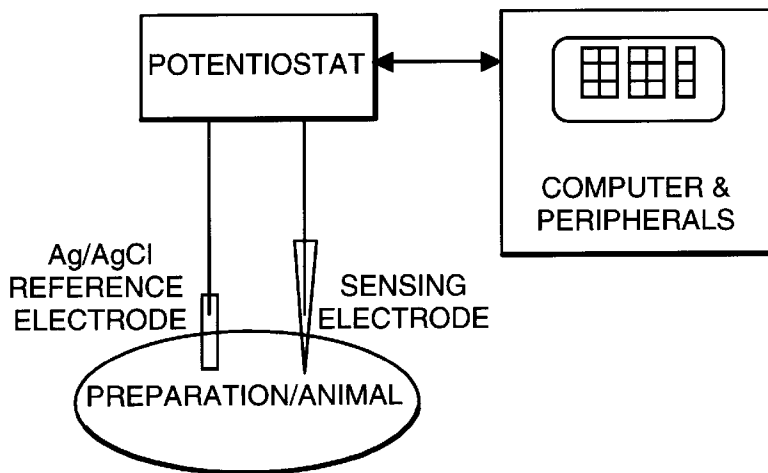 POTENTIOSTAT
COMPUTER &
PERIPHERALS
Ag/AgCl
REFERENCE
ELECTRODE
SENSING
ELECTRODE
PREPARATION/ANIMAL